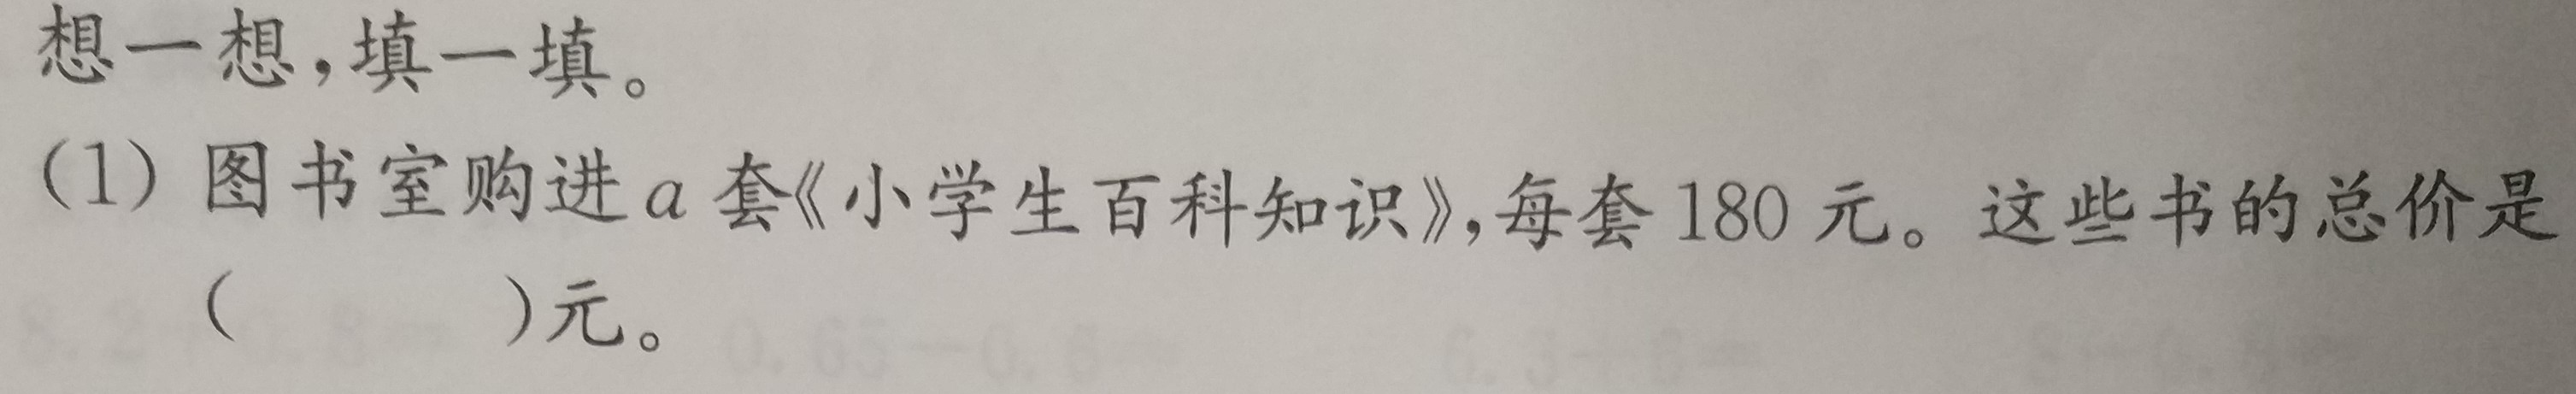 想一想,填一填。
(1) 图书室购进 a 套《小学生百科知识》,每套 180 元。这些书的总价是
( )元。